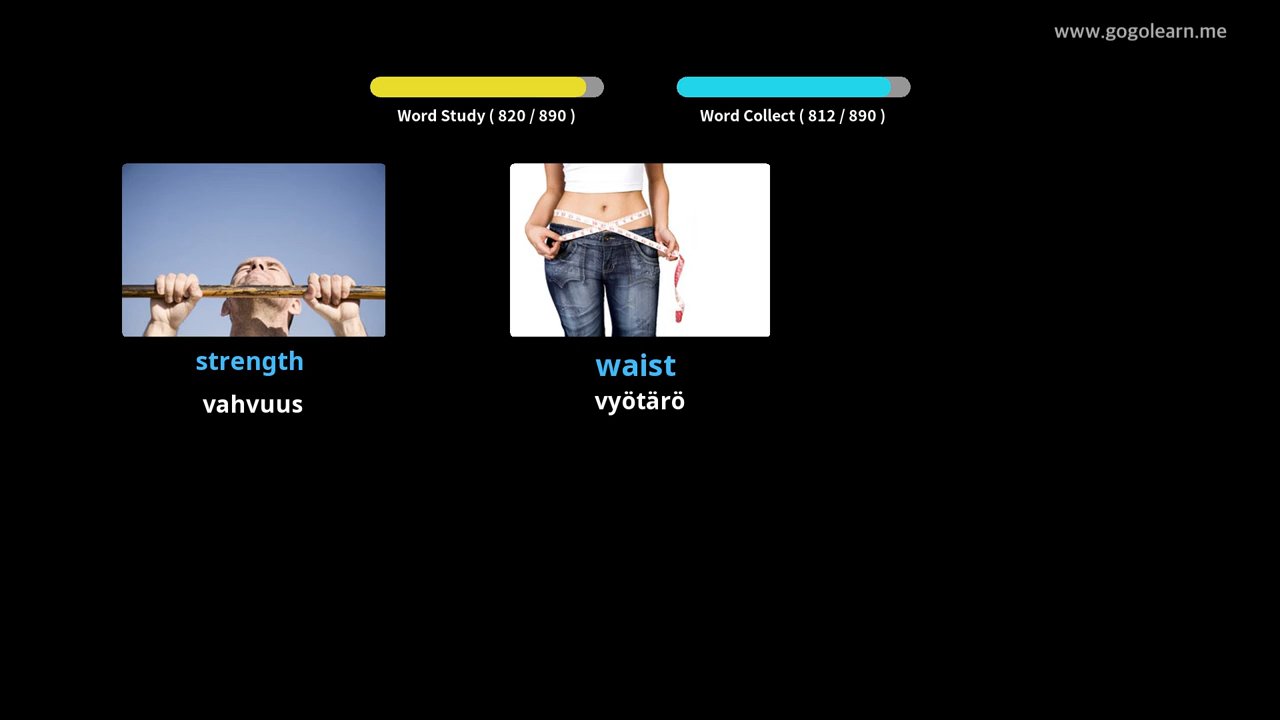 www.gogolearn.me
Word Study ( 820 / 890 )
Word Collect ( 812 / 890 )
strength
vahvuus
waist
vyötärö